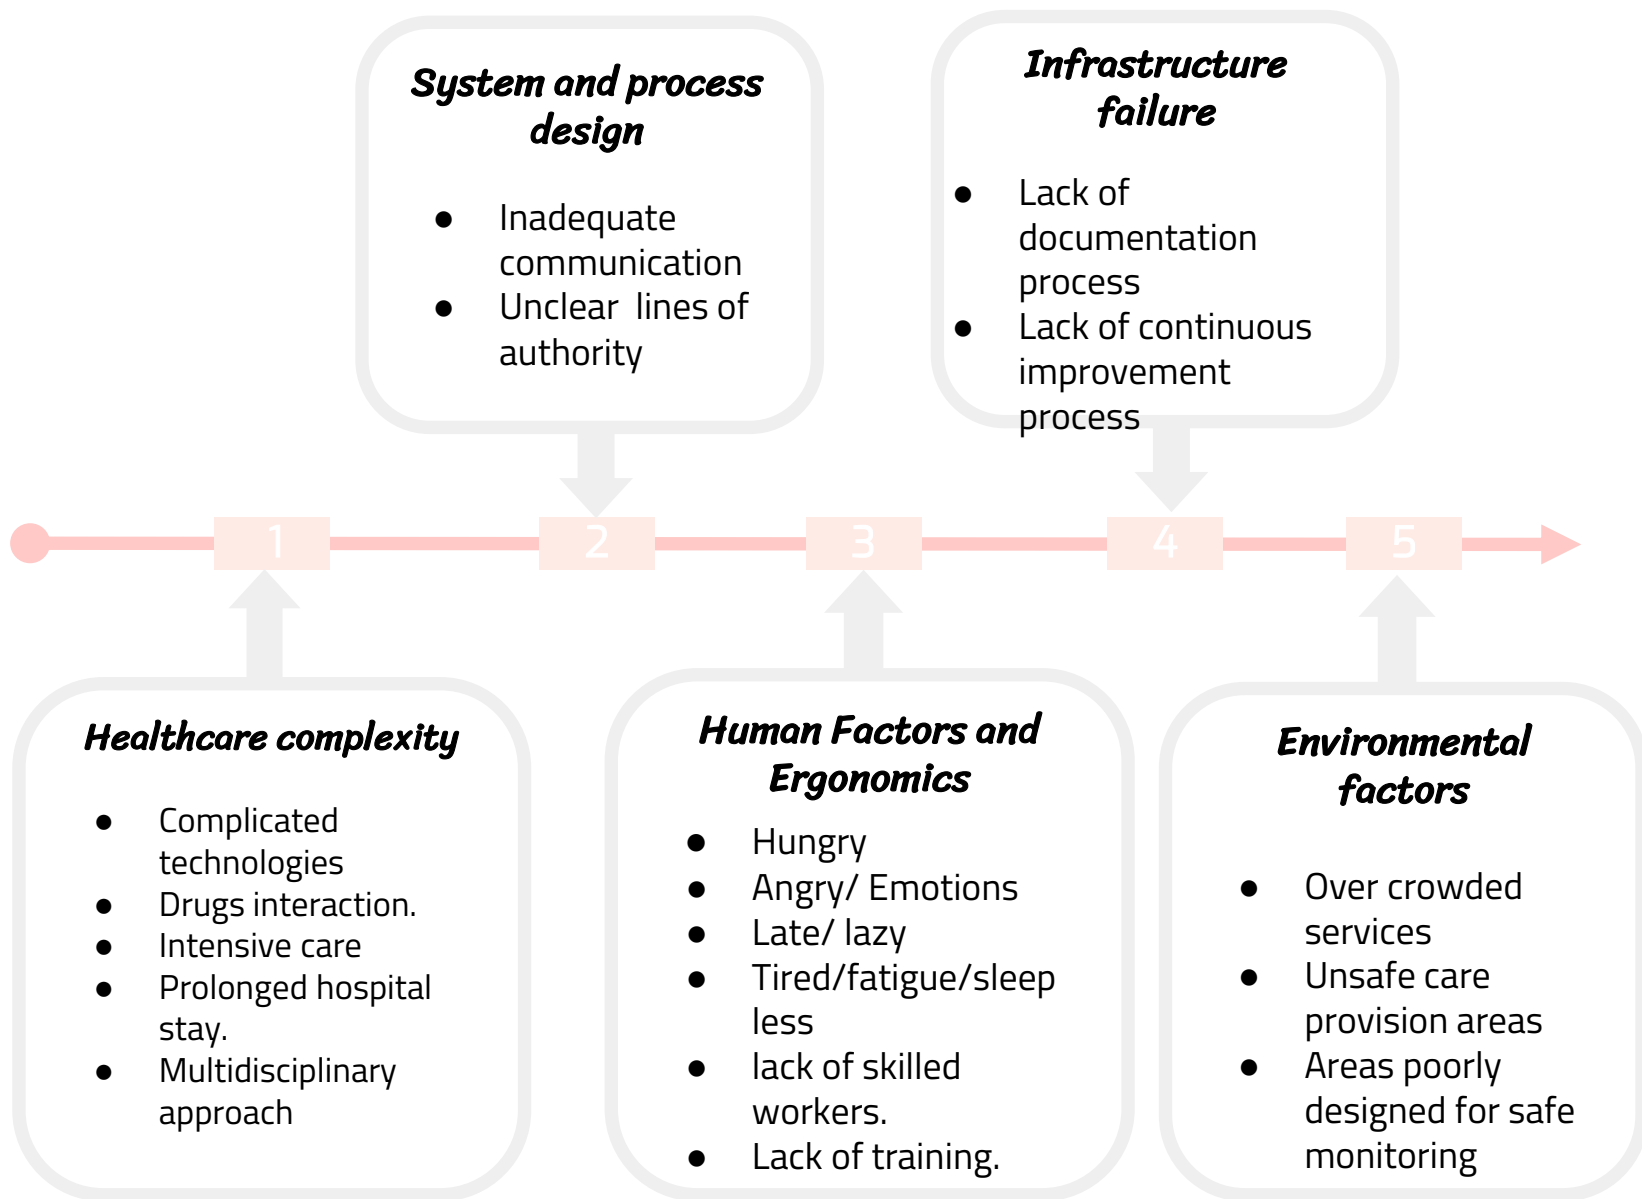 System and process
design
● Inadequate
communication
● Unclear  lines of
authority
Infrastructure
failure
● Lack of
documentation
process
● Lack of continuous
improvement
process
1
2
3
4
5
Healthcare complexity
● Complicated
technologies
● Drugs interaction.
● Intensive care
● Prolonged hospital
stay.
● Multidisciplinary
approach
Human Factors and
Ergonomics
● Hungry
● Angry/ Emotions
● Late/ lazy
● Tired/fatigue/sleep
less
● lack of skilled
workers.
● Lack of training.
Environmental
factors
● Over crowded
services
● Unsafe care
provision areas
● Areas poorly
designed for safe
monitoring